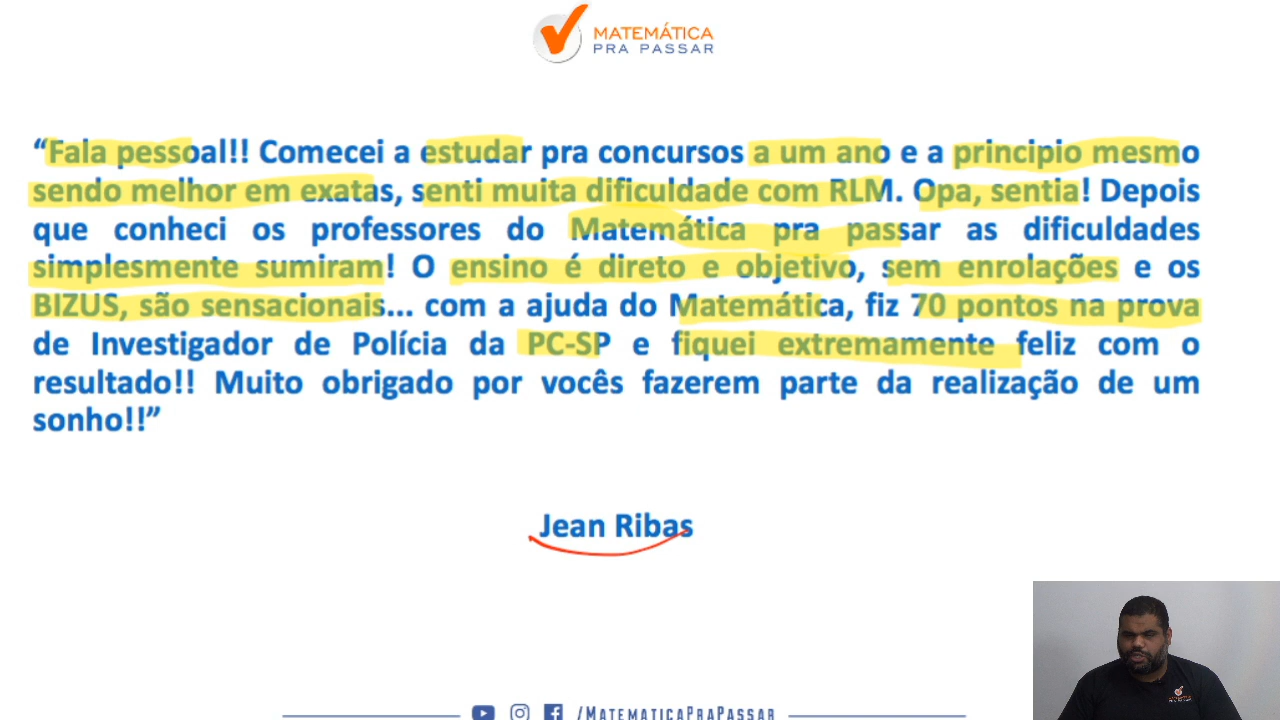 MATEMÁTICA
PRA PASSAR
“Fala pessoal!! Comecei a estudar pra concursos a um ano e a principio mesmo
sendo melhor em exatas, senti muita dificuldade com RLM. Opa, sentia! Depois
que conheci os professores do Matemática pra passar as dificuldades
simplesmente sumiram! O ensino é direto e objetivo, sem enrolações e os
BIZUS, são sensacionais... com a ajuda do Matemática, fiz 70 pontos na prova
de Investigador de Polícia da PC-SP e fiquei extremamente feliz com o
resultado!! Muito obrigado por vocês fazerem parte da realização de um
sonho!!”
Jean Ribas
/MATEMATICAPRAPASSAR